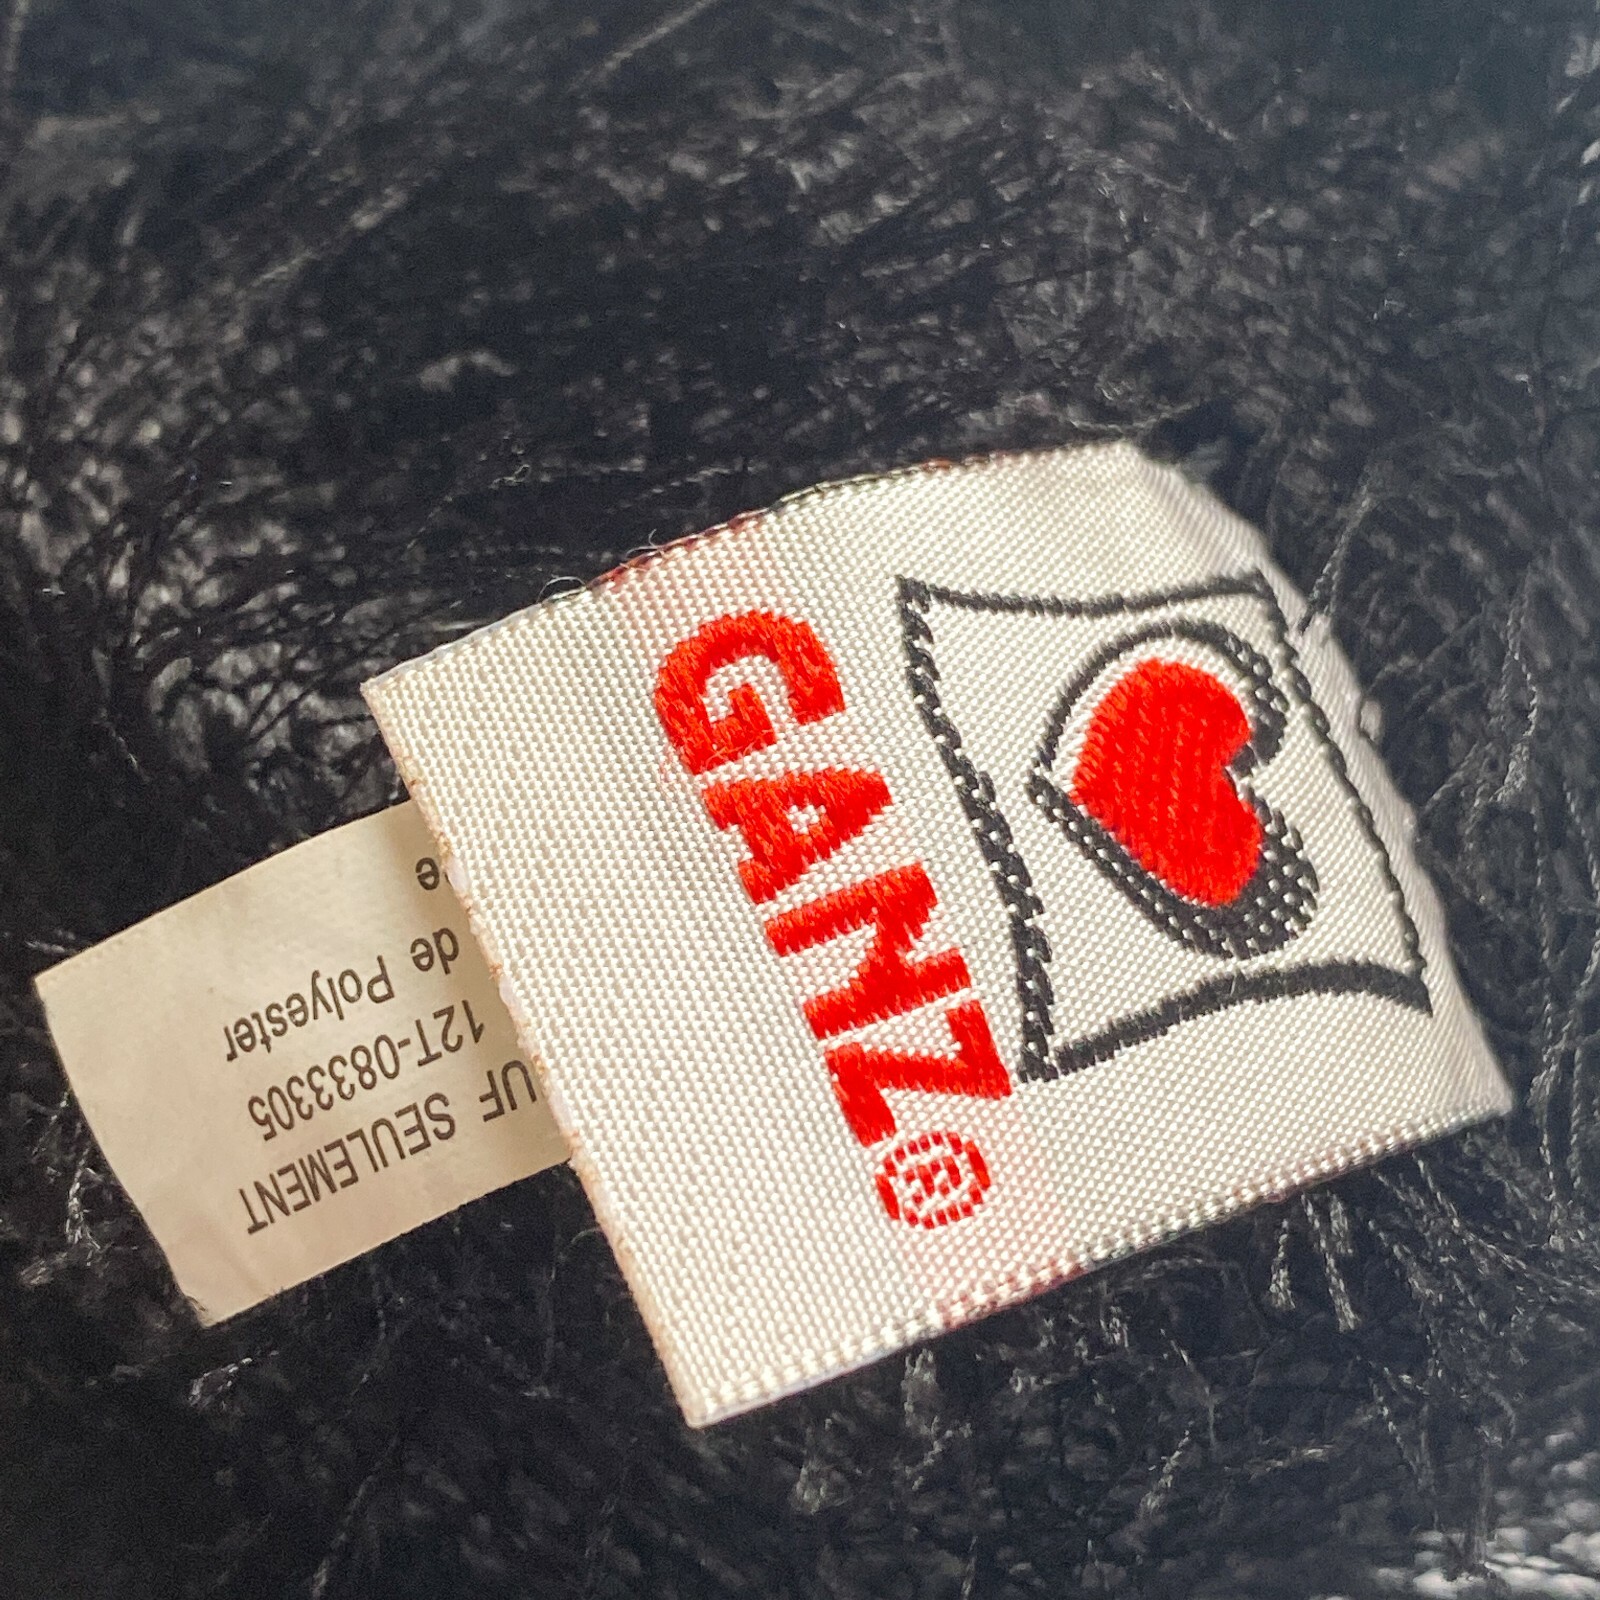 GANZ®
UF SEULEMENT
12T-0833305
de Polyester